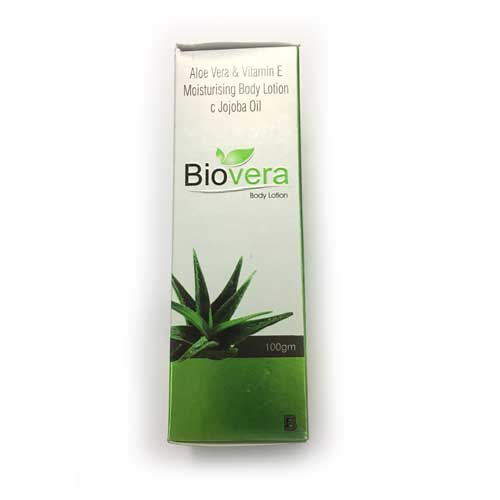 Aloe Vera & Vitamin E
Moisturising Body Lotion
c Jojoba Oil
Biovera
Body Lotion
100gm
B